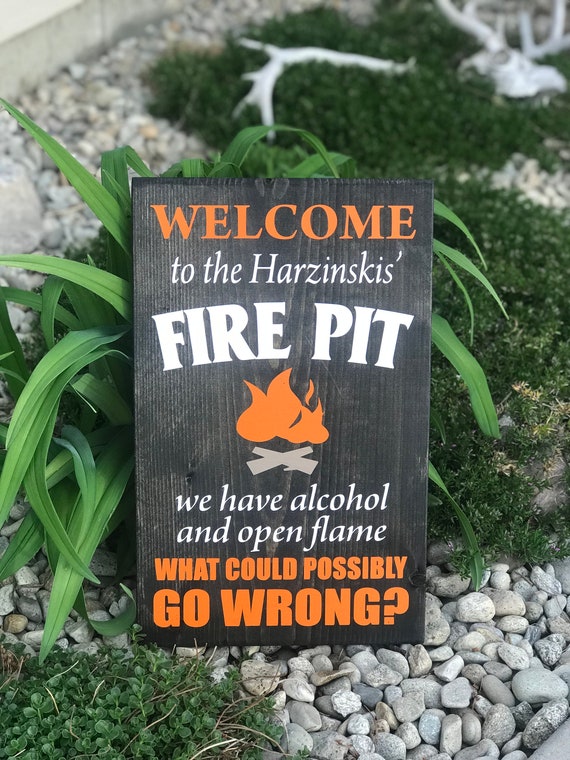 WELCOME
to the Harzinskis’
FIRE PIT
we have alcohol
and open flame
WHAT COULD POSSIBLY
GO WRONG?